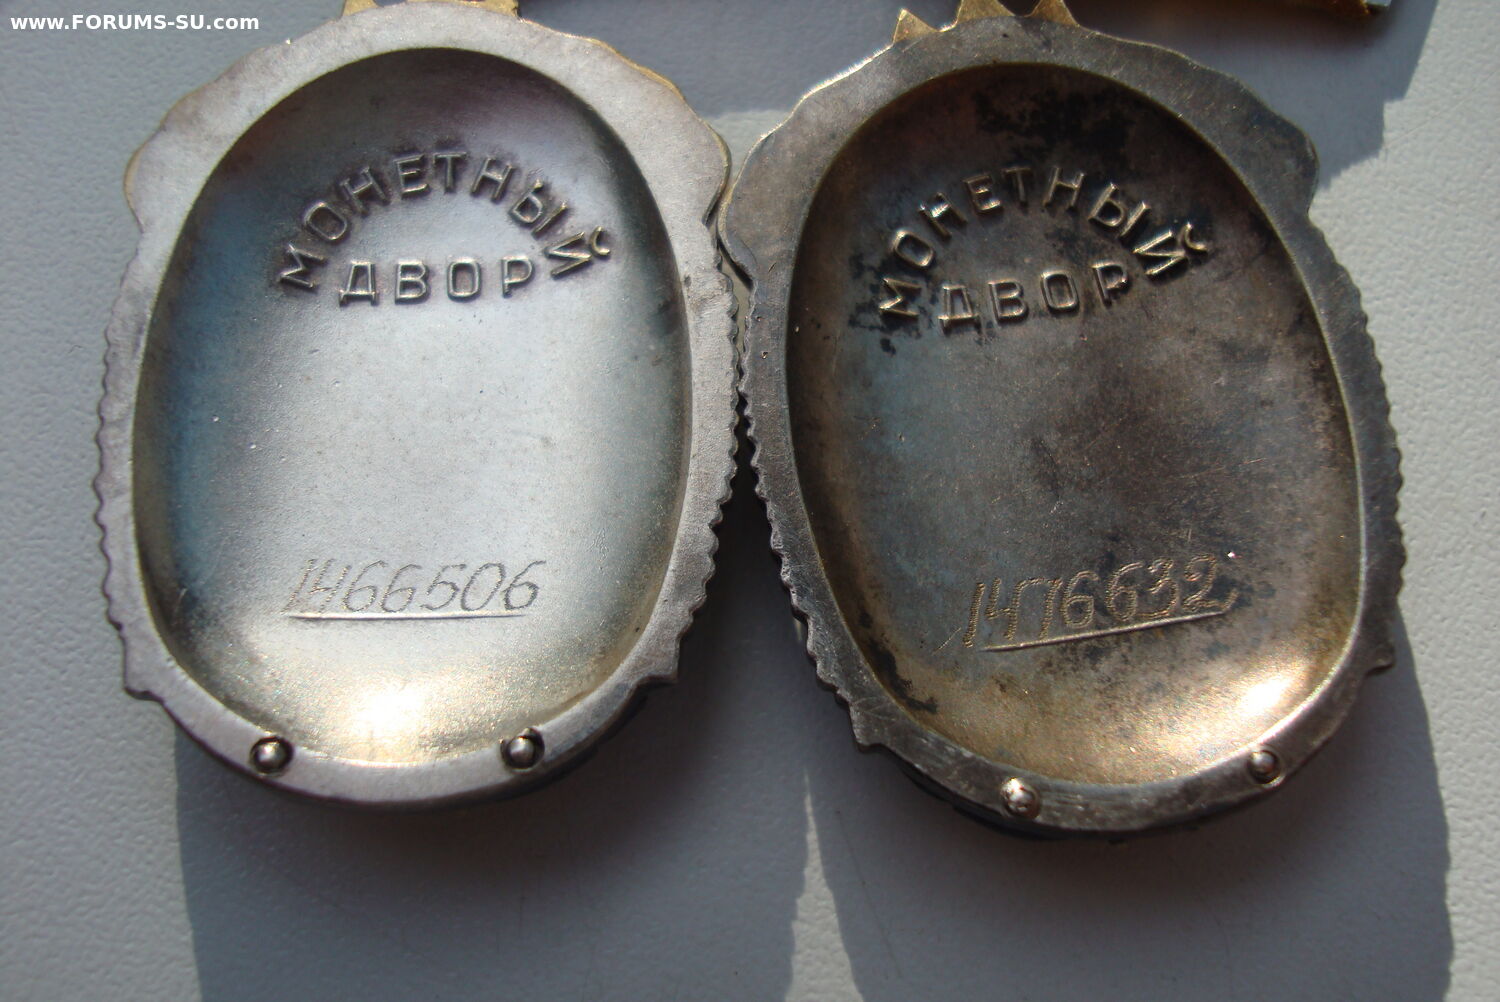 www.FORUMS-SU.com
МОНЕТНЫЙ
ДВОР
1466506
МОНЕТНЫЙ
ДВОР
1476632